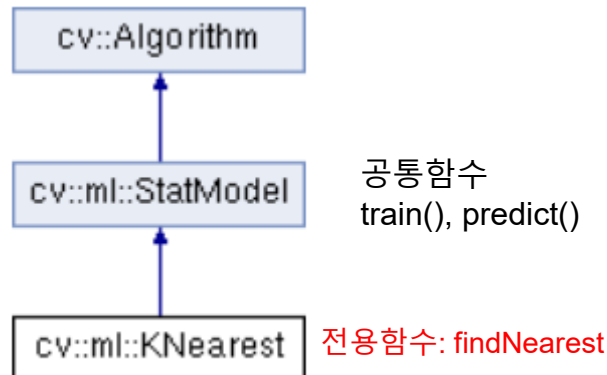 cv::Algorithm
cv::ml::StatModel
공통함수
train(), predict()
cv::ml::KNearest
전용함수: findNearest